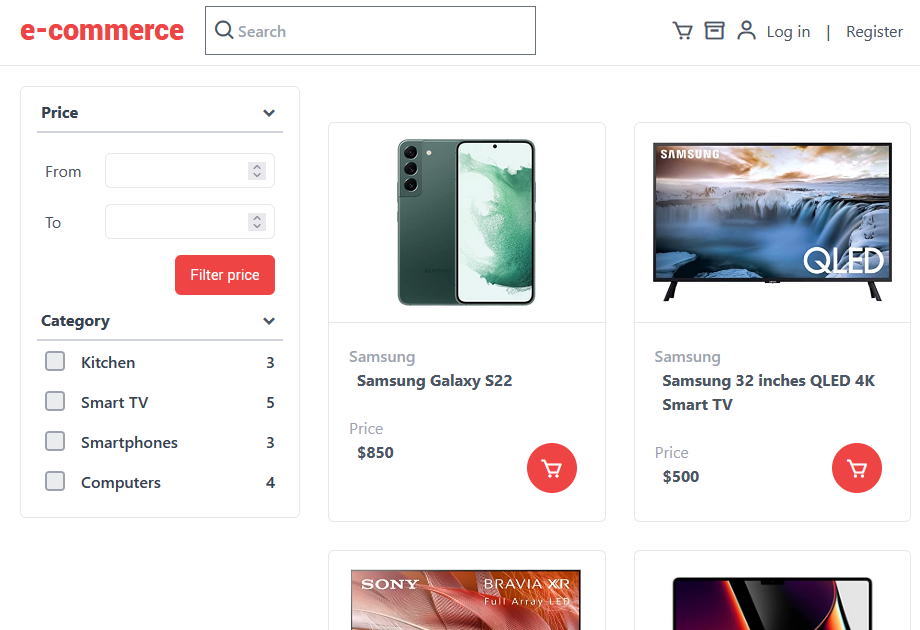 e-commerce
Search
Log in | Register
Price
From
To
Filter price
Category
Kitchen 3
Smart TV 5
Smartphones 3
Computers 4
Samsung
Samsung Galaxy S22
Price
$850
SAMSUNG
QLED
Samsung
Samsung 32 inches QLED 4K
Smart TV
Price
$500
SONY
BRAVIA XR
Full Array LED